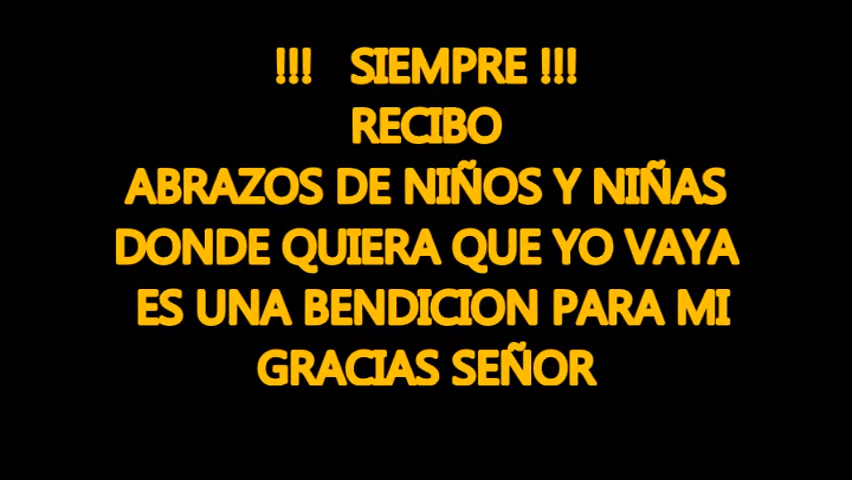 !!! SIEMPRE !!!
RECIBO
ABRAZOS DE NIÑOS Y NIÑAS
DONDE QUIERA QUE YO VAYA
ES UNA BENDICION PARA MI
GRACIAS SEÑOR